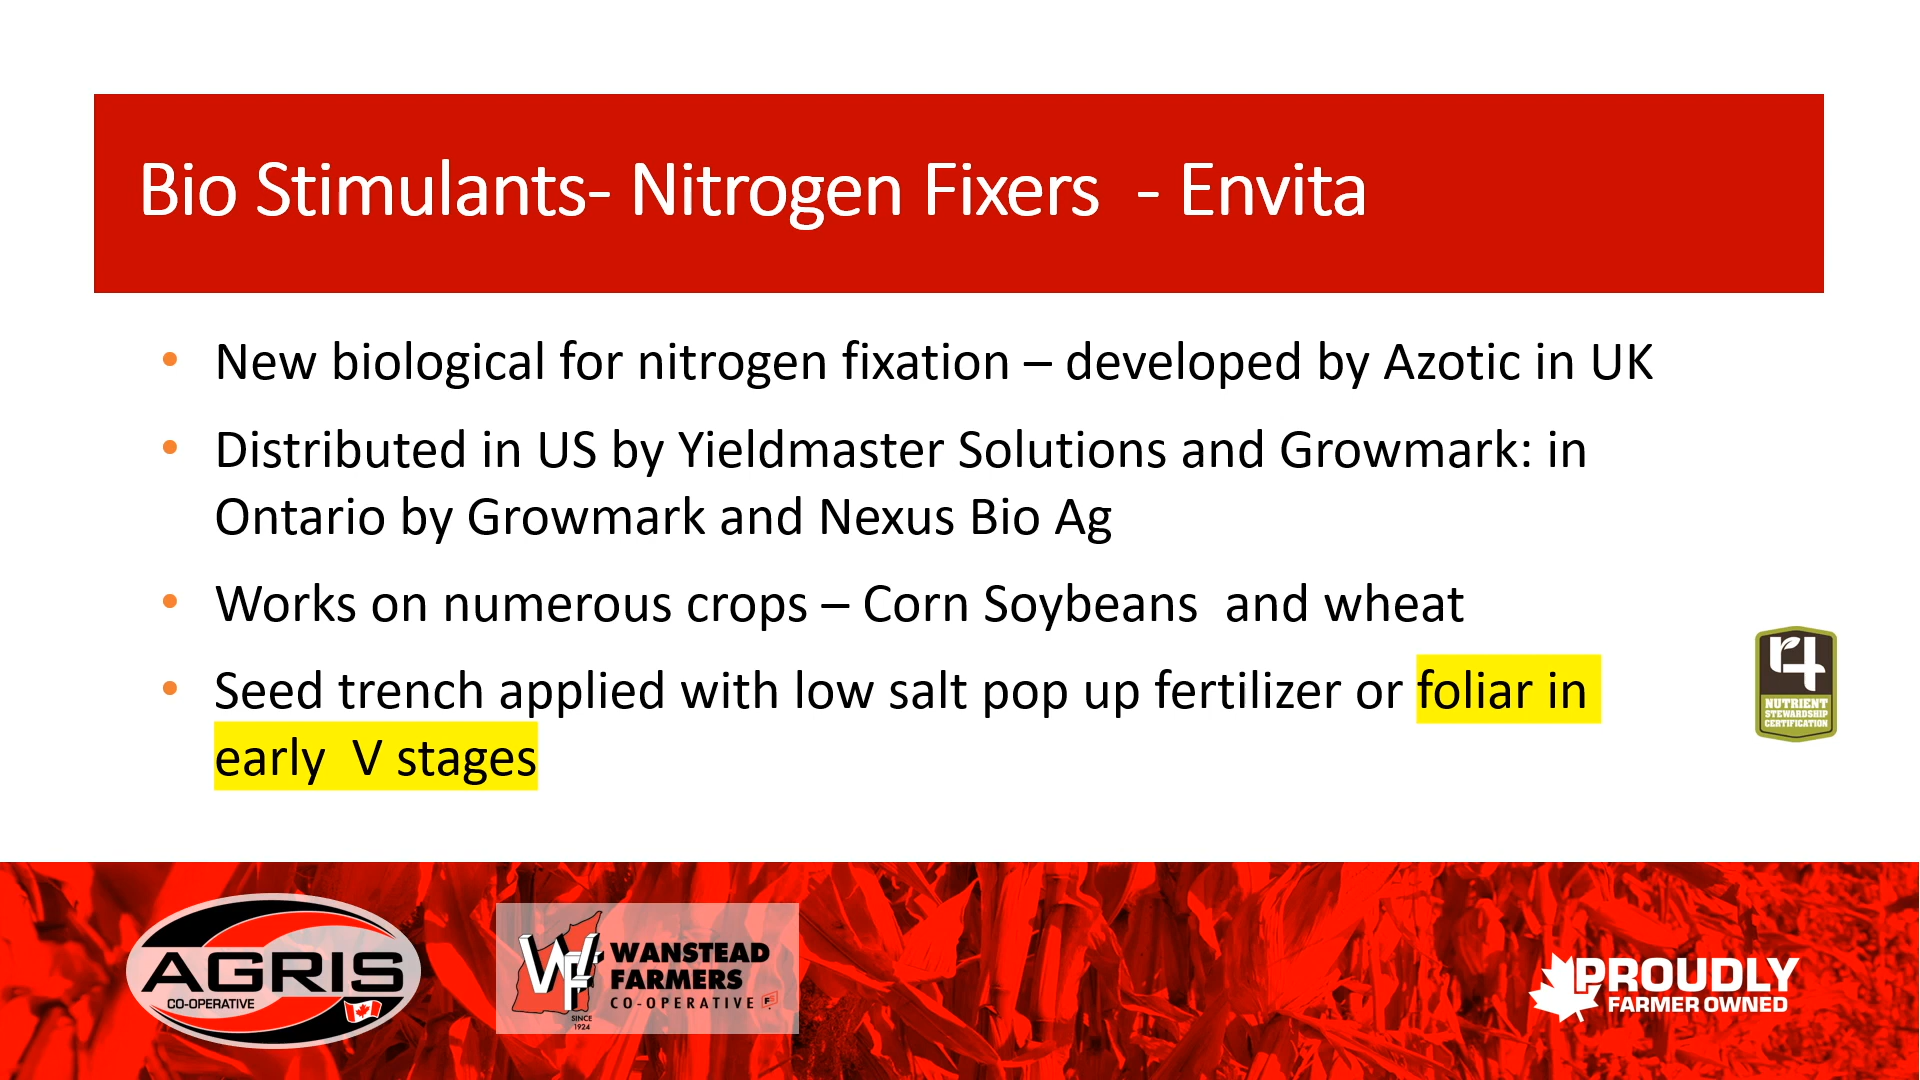 Bio Stimulants- Nitrogen Fixers  - Envita
• New biological for nitrogen fixation – developed by Azotic in UK
• Distributed in US by Yieldmaster Solutions and Growmark: in
Ontario by Growmark and Nexus Bio Ag
• Works on numerous crops – Corn Soybeans  and wheat
• Seed trench applied with low salt pop up fertilizer or foliar in
early  V stages
r4
NUTRIENT
STEWARDSHIP
CERTIFICATION
AGRIS
CO-OPERATIVE
WF
SINCE
1924
WANSTEAD
FARMERS
CO-OPERATIVE
PROUDLY
FARMER OWNED